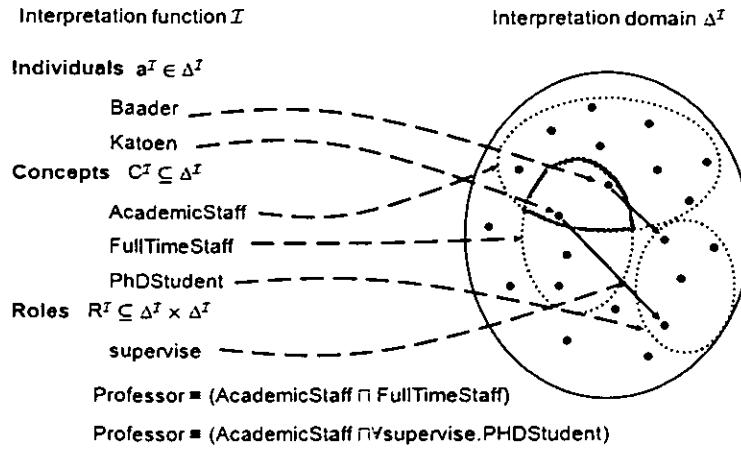 Interpretation function 𝓘
Interpretation domain Δ^𝓘
Individuals a^𝓘 ∈ Δ^𝓘
Baader
Katoen
Concepts C^𝓘 ⊆ Δ^𝓘
AcademicStaff
FullTimeStaff
PhDStudent
Roles R^𝓘 ⊆ Δ^𝓘 × Δ^𝓘
supervise
Professor ≡ (AcademicStaff ⊓ FullTimeStaff)
Professor ≡ (AcademicStaff ⊓∀supervise.PHDStudent)